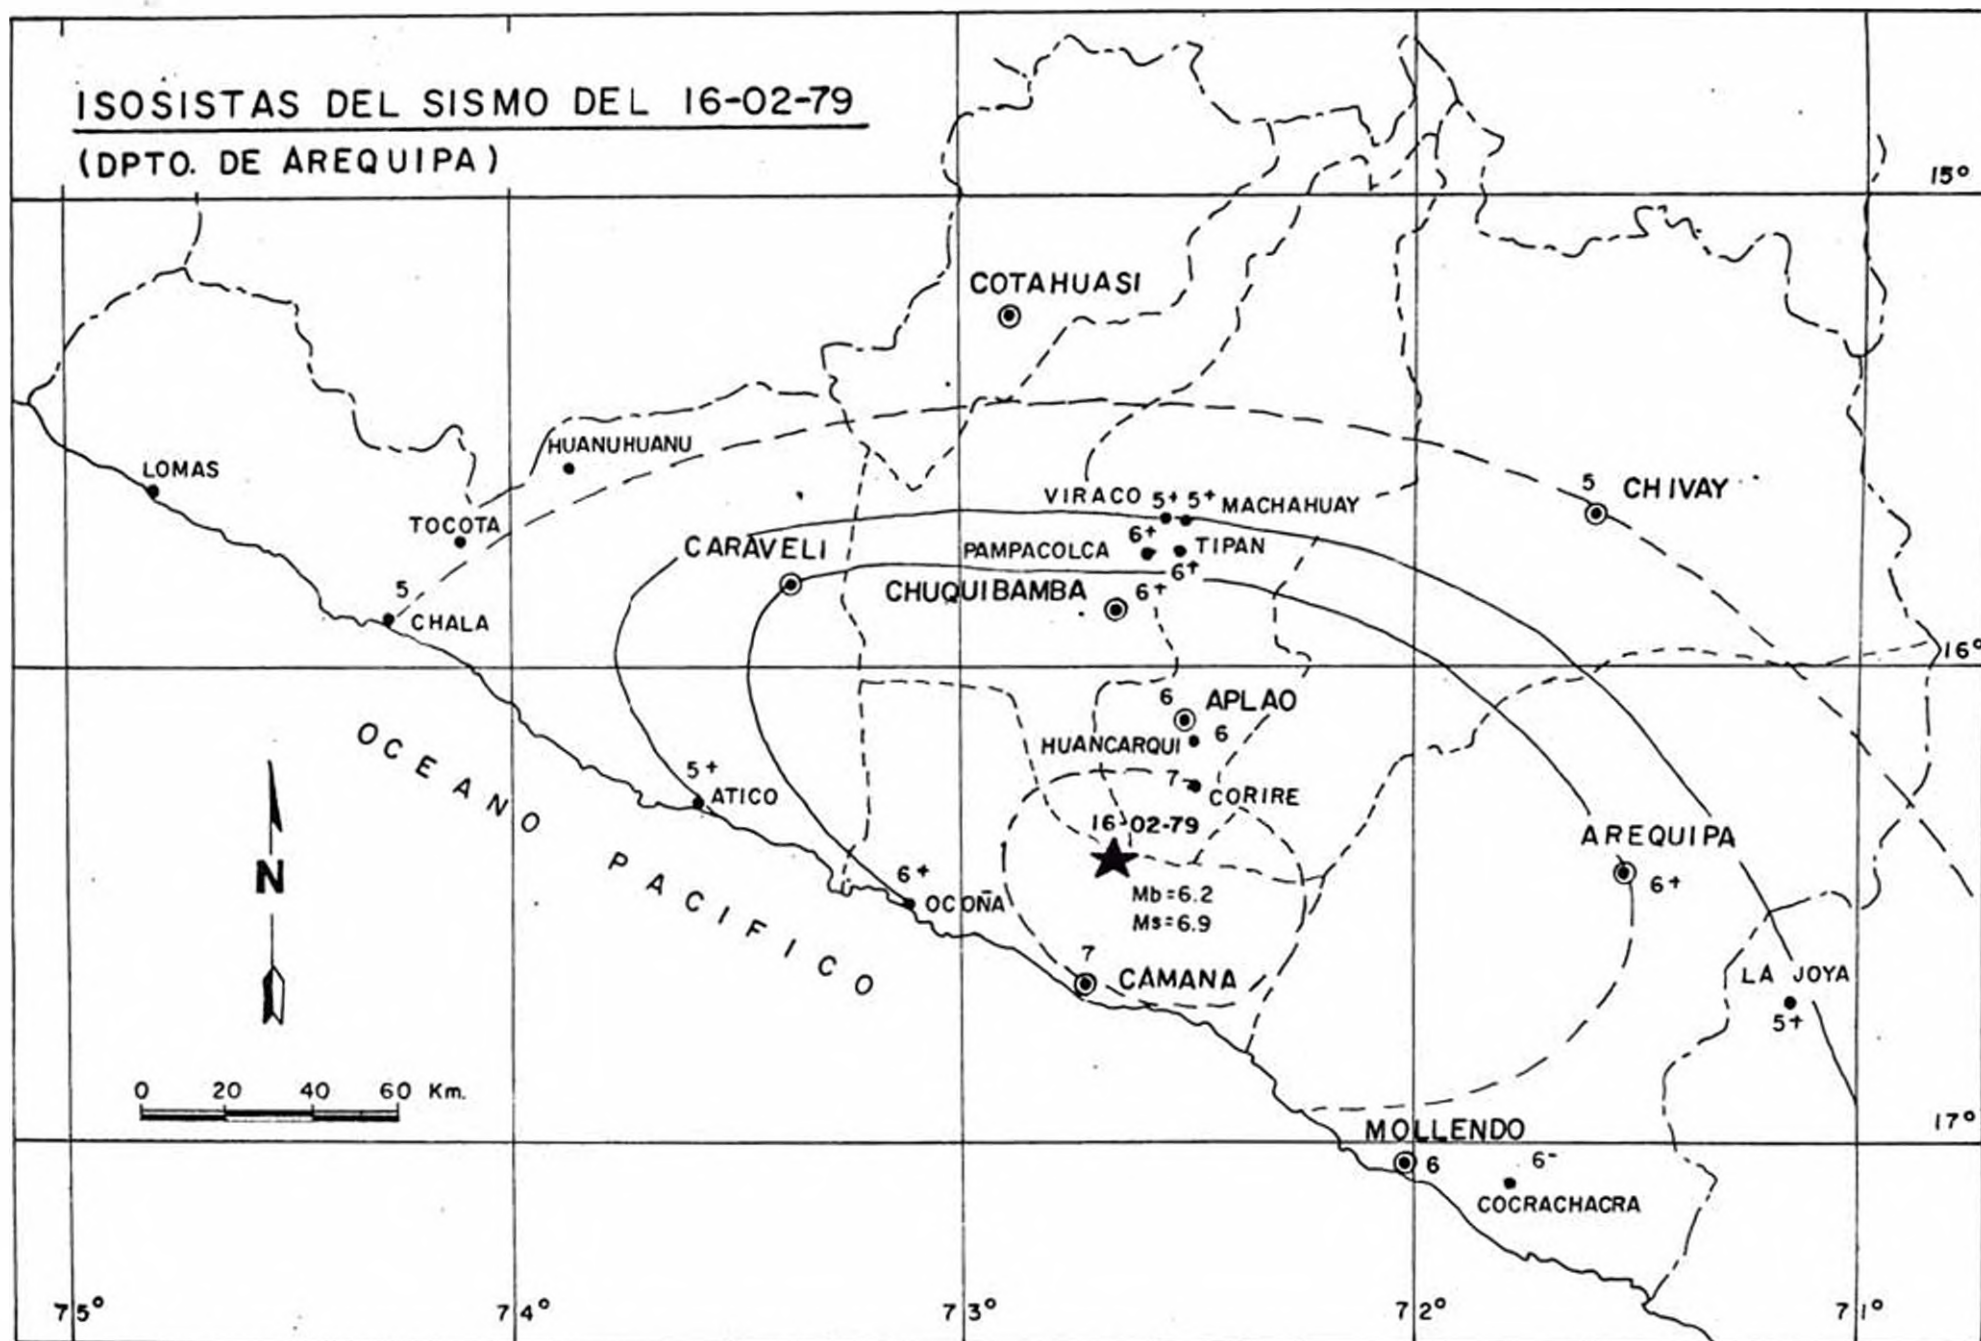 ISOSISTAS DEL SISMO DEL 16-02-79
(DPTO. DE AREQUIPA)
15°
COTAHUASI
HUANUHUANU
LOMAS
TOCOTA
5 CHIVAY
VIRACO 5+ 5+ MACHAHUAY
CARAVELI
PAMPACOLCA 6+ TIPAN
6+
CHUQUIBAMBA 6+
5
CHALA
16°
6 APLAO
HUANCARQUI 6
7 CORIRE
5+
ATICO
16-02-79
AREQUIPA
6+
6+
OCOÑA
Mb=6.2
Ms=6.9
OCEANO PACIFICO
N
7
CAMANA
LA JOYA
5+
0 20 40 60 Km.
17°
MOLLENDO
6
6-
COCRACHACRA
75° 74° 73° 72° 71°